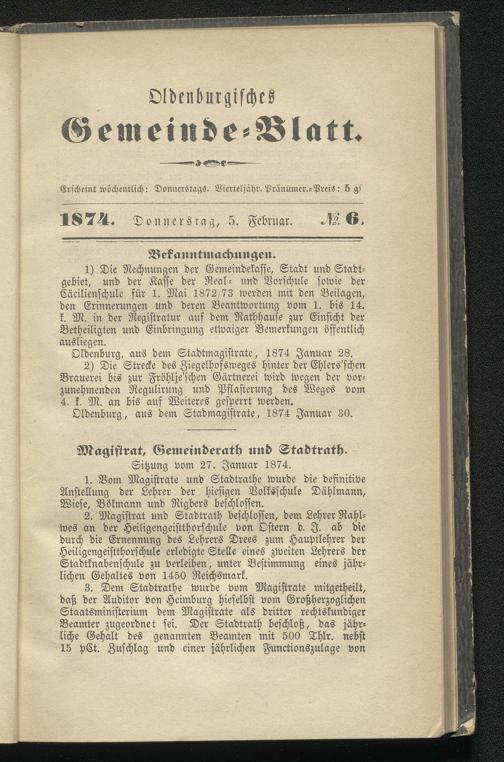 Oldenburgisches
Gemeinde-Blatt.
Erscheint wöchentlich: Donnerstags. Vierteljähr. Pränumer.-Preis: 5 gſ
1874. Donnerstag, 5. Februar. № 6.
Bekanntmachungen.
1) Die Rechnungen der Gemeindekasse, Stadt und Stadt-
gebiet, und der Kasse der Real- und Vorschule sowie der
Cäcilienschule für 1. Mai 1872/73 werden mit den Beilagen,
den Erinnerungen und deren Beantwortung vom 1. bis 14.
k. M. in der Registratur auf dem Rathhause zur Einsicht der
Betheiligten und Einbringung etwaiger Bemerkungen öffentlich
ausliegen.
Oldenburg, aus dem Stadtmagistrate, 1874 Januar 28.
2) Die Strecke des Ziegelhofsweges hinter der Ehlers'schen
Brauerei bis zur Fröhlje'schen Gärtnerei wird wegen der vor-
zunehmenden Regulirung und Pflasterung des Weges vom
4. k. M. an bis auf Weiteres gesperrt werden.
Oldenburg, aus dem Stadmagistrate, 1874 Januar 30.
Magistrat, Gemeinderath und Stadtrath.
Sitzung vom 27. Januar 1874.
1. Vom Magistrate und Stadtrathe wurde die definitive
Anstellung der Lehrer der hiesigen Volksschule Dählmann,
Wiese, Bökmann und Rigbers beschlossen.
2. Magistrat und Stadtrath beschlossen, dem Lehrer Rahl-
wes an der Heiligengeistthorschule von Ostern d. J. ab die
durch die Ernennung des Lehrers Drees zum Hauptlehrer der
Heiligengeistthorschule erledigte Stelle eines zweiten Lehrers der
Stadtknabenschule zu verleihen, unter Bestimmung eines jähr-
lichen Gehaltes von 1450 Reichsmark.
3. Dem Stadtrathe wurde vom Magistrate mitgetheilt,
daß der Auditor von Heimburg hieselbst vom Großherzoglichen
Staatsministerium dem Magistrate als dritter rechtskundiger
Beamter zugeordnet sei. Der Stadtrath beschloß, das jähr-
liche Gehalt des genannten Beamten mit 500 Thlr. nebst
15 pCt. Zuschlag und einer jährlichen Functionszulage von